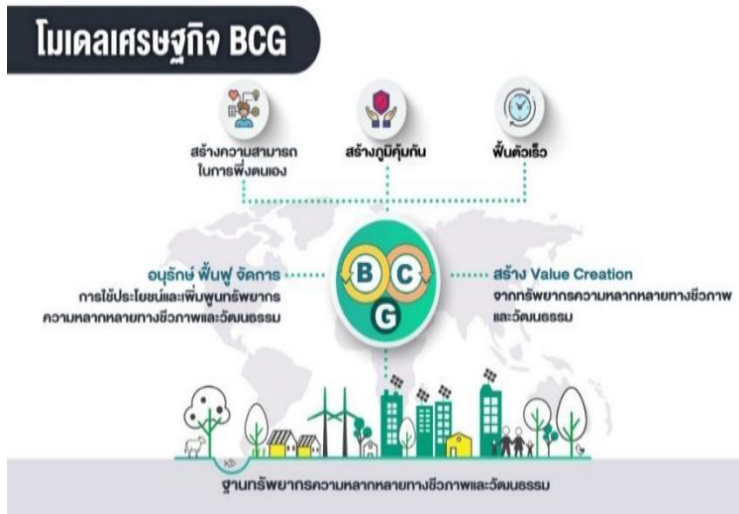 โมเดลเศรษฐกิจ BCG
สร้างความสามารถ
ในการพึ่งตนเอง
สร้างภูมิคุ้มกัน
ฟื้นตัวเร็ว
อนุรักษ์ ฟื้นฟู จัดการ
การใช้ประโยชน์และเพิ่มพูนทรัพยากร
ความหลากหลายทางชีวภาพและวัฒนธรรม
B C
G
สร้าง Value Creation
จากทรัพยากรความหลากหลายทางชีวภาพ
และวัฒนธรรม
ฐานทรัพยากรความหลากหลายทางชีวภาพและวัฒนธรรม